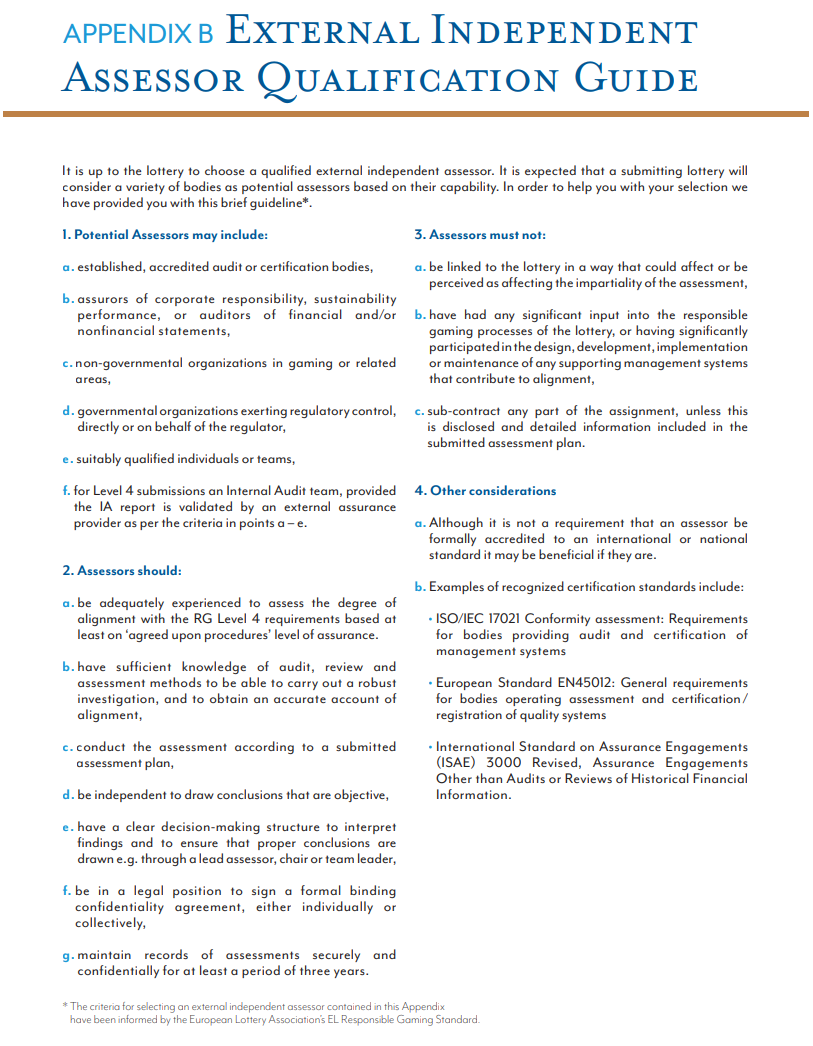 APPENDIX B EXTERNAL INDEPENDENT
ASSESSOR QUALIFICATION GUIDE
It is up to the lottery to choose a qualified external independent assessor. It is expected that a submitting lottery will
consider a variety of bodies as potential assessors based on their capability. In order to help you with your selection we
have provided you with this brief guideline*.
1. Potential Assessors may include:
a. established, accredited audit or certification bodies,
b. assurors of corporate responsibility, sustainability
performance, or auditors of financial and/or
nonfinancial statements,
c. non-governmental organizations in gaming or related
areas,
d. governmental organizations exerting regulatory control,
directly or on behalf of the regulator,
e. suitably qualified individuals or teams,
f. for Level 4 submissions an Internal Audit team, provided
the IA report is validated by an external assurance
provider as per the criteria in points a – e.
2. Assessors should:
a. be adequately experienced to assess the degree of
alignment with the RG Level 4 requirements based at
least on ‘agreed upon procedures’ level of assurance.
b. have sufficient knowledge of audit, review and
assessment methods to be able to carry out a robust
investigation, and to obtain an accurate account of
alignment,
c. conduct the assessment according to a submitted
assessment plan,
d. be independent to draw conclusions that are objective,
e. have a clear decision-making structure to interpret
findings and to ensure that proper conclusions are
drawn e.g. through a lead assessor, chair or team leader,
f. be in a legal position to sign a formal binding
confidentiality agreement, either individually or
collectively,
g. maintain records of assessments securely and
confidentially for at least a period of three years.
3. Assessors must not:
a. be linked to the lottery in a way that could affect or be
perceived as affecting the impartiality of the assessment,
b. have had any significant input into the responsible
gaming processes of the lottery, or having significantly
participated in the design, development, implementation
or maintenance of any supporting management systems
that contribute to alignment,
c. sub-contract any part of the assignment, unless this
is disclosed and detailed information included in the
submitted assessment plan.
4. Other considerations
a. Although it is not a requirement that an assessor be
formally accredited to an international or national
standard it may be beneficial if they are.
b. Examples of recognized certification standards include:
• ISO/IEC 17021 Conformity assessment: Requirements
for bodies providing audit and certification of
management systems
• European Standard EN45012: General requirements
for bodies operating assessment and certification/
registration of quality systems
• International Standard on Assurance Engagements
(ISAE) 3000 Revised, Assurance Engagements
Other than Audits or Reviews of Historical Financial
Information.
* The criteria for selecting an external independent assessor contained in this Appendix
have been informed by the European Lottery Association's EL Responsible Gaming Standard.